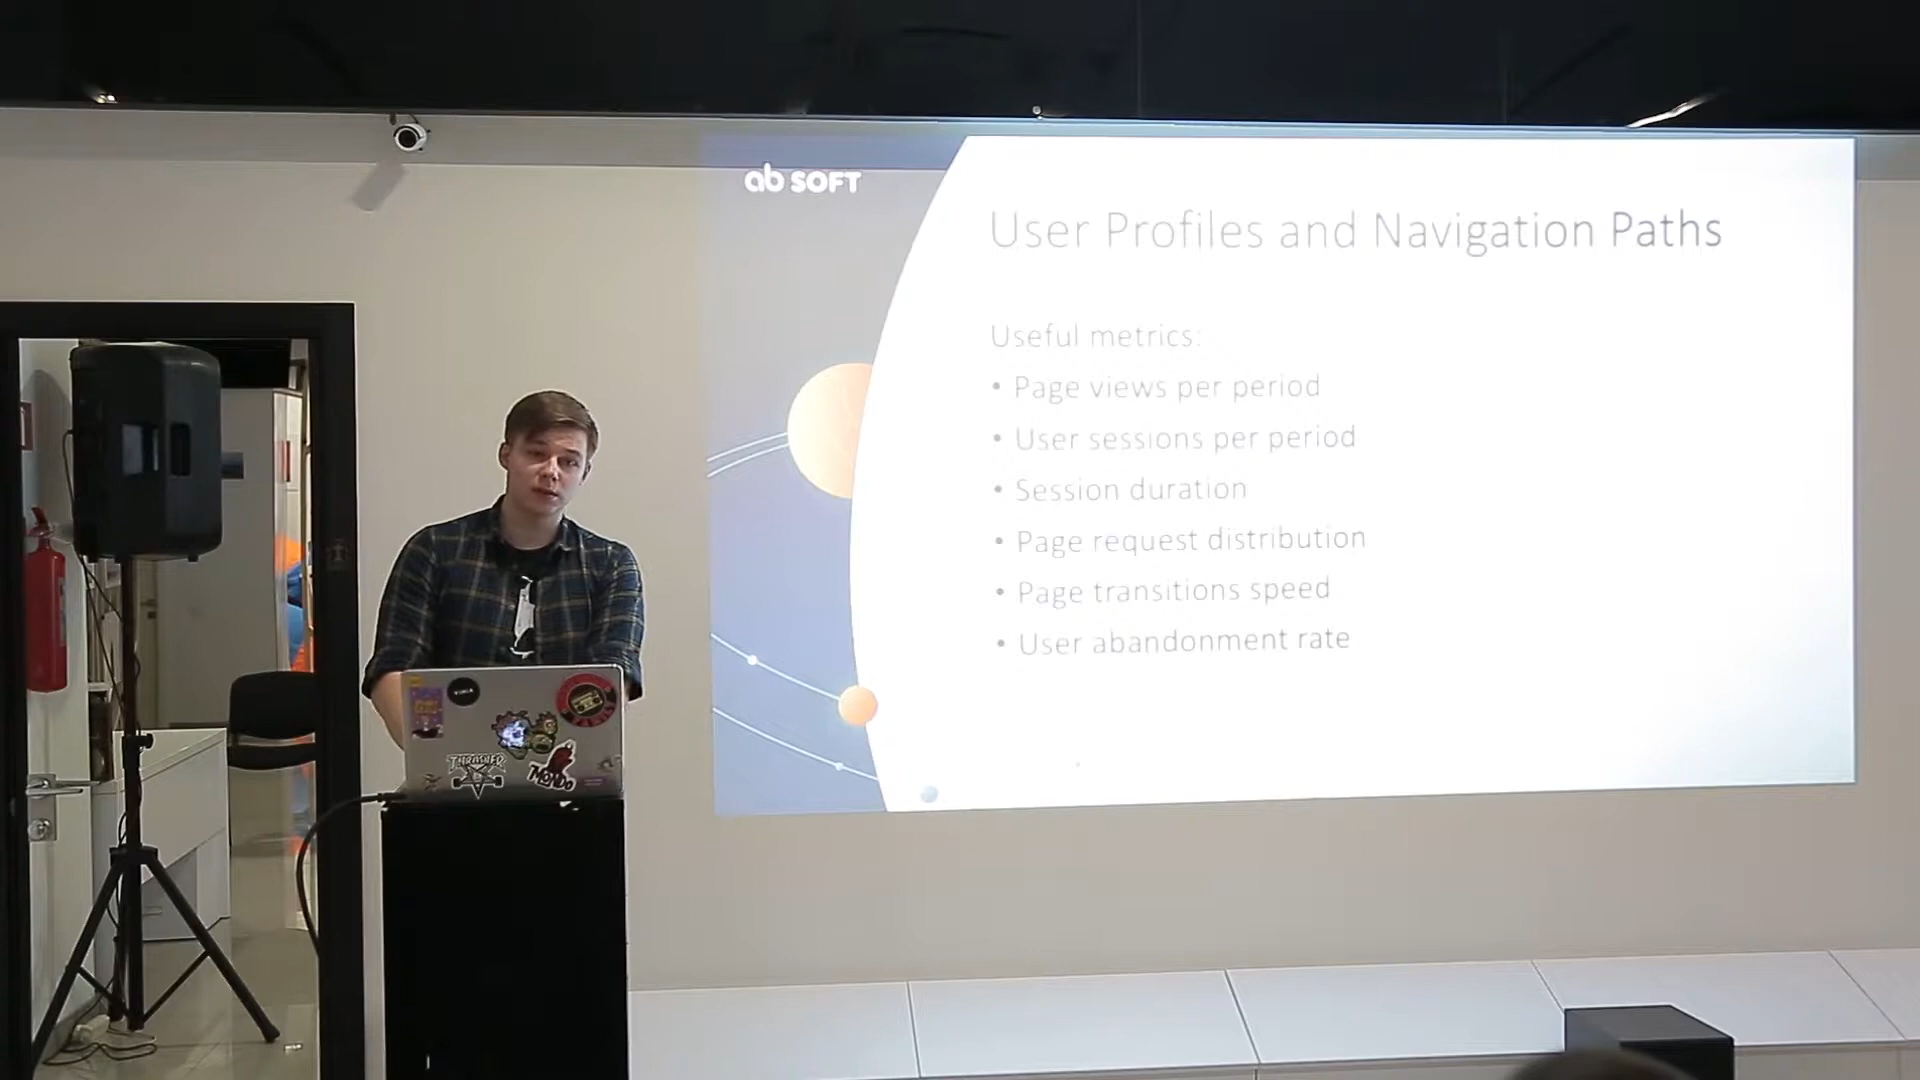 ab SOFT
User Profiles and Navigation Paths
Useful metrics:
• Page views per period
• User sessions per period
• Session duration
• Page request distribution
• Page transitions speed
• User abandonment rate
THRASHER
MONDO